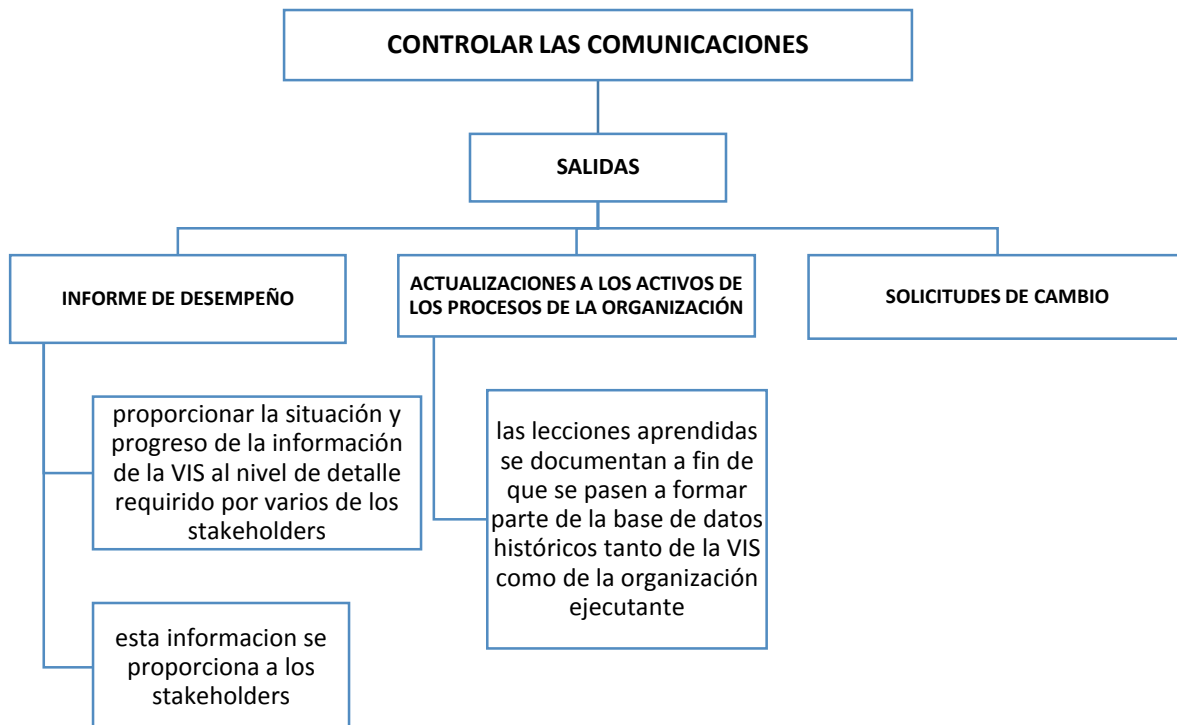 CONTROLAR LAS COMUNICACIONES
SALIDAS
INFORME DE DESEMPEÑO
proporcionar la situación y
progreso de la información
de la VIS al nivel de detalle
requirido por varios de los
stakeholders
esta informacion se
proporciona a los
stakeholders
ACTUALIZACIONES A LOS ACTIVOS DE
LOS PROCESOS DE LA ORGANIZACIÓN
las lecciones aprendidas
se documentan a fin de
que se pasen a formar
parte de la base de datos
históricos tanto de la VIS
como de la organización
ejecutante
SOLICITUDES DE CAMBIO